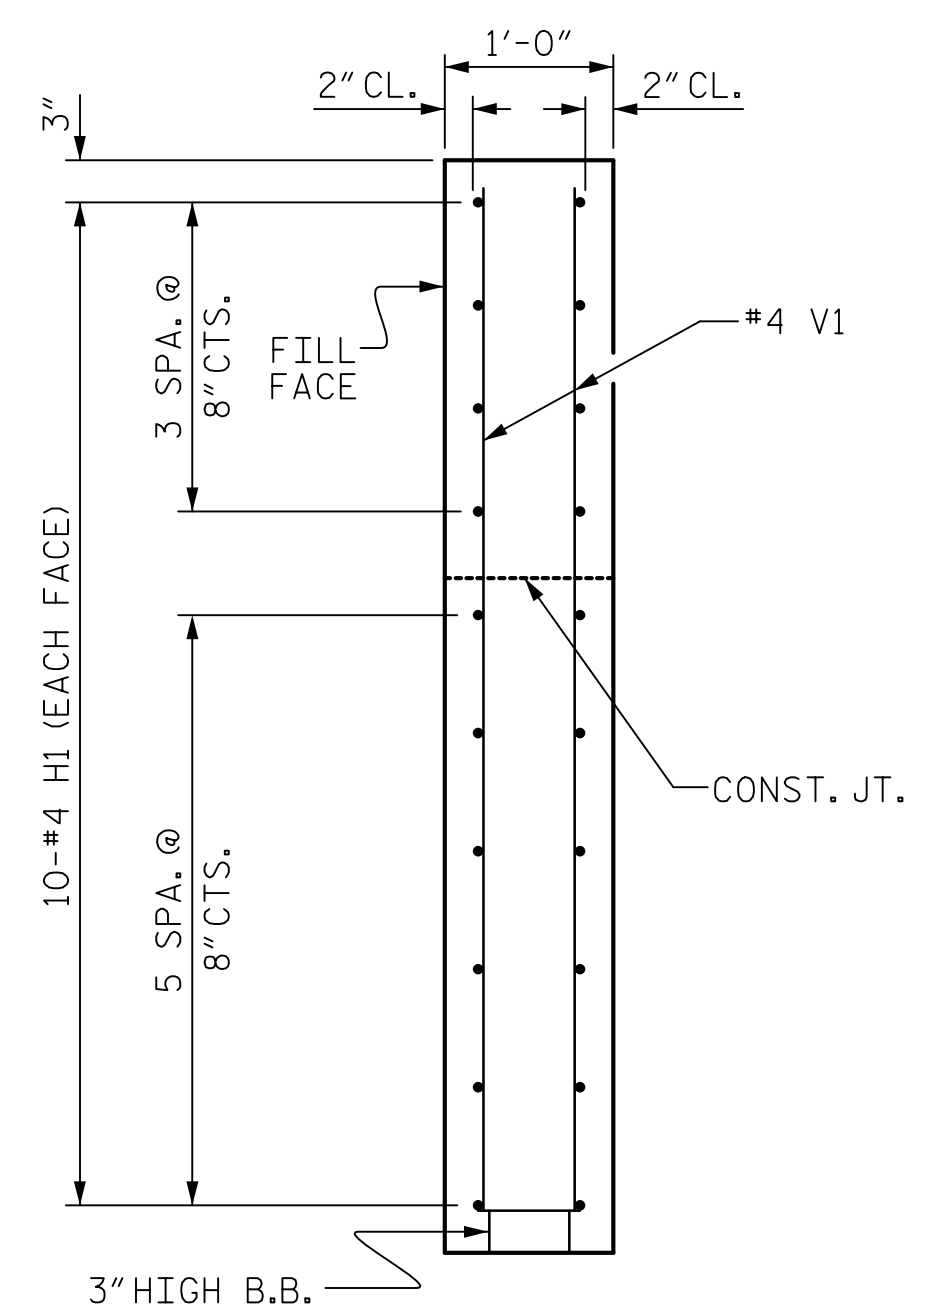 1'-0"
2" CL.
2" CL.
3"
3 SPA. @
8" CTS.
FILL
FACE
#4 V1
10-#4 H1 (EACH FACE)
CONST. JT.
5 SPA. @
8" CTS.
3" HIGH B.B.